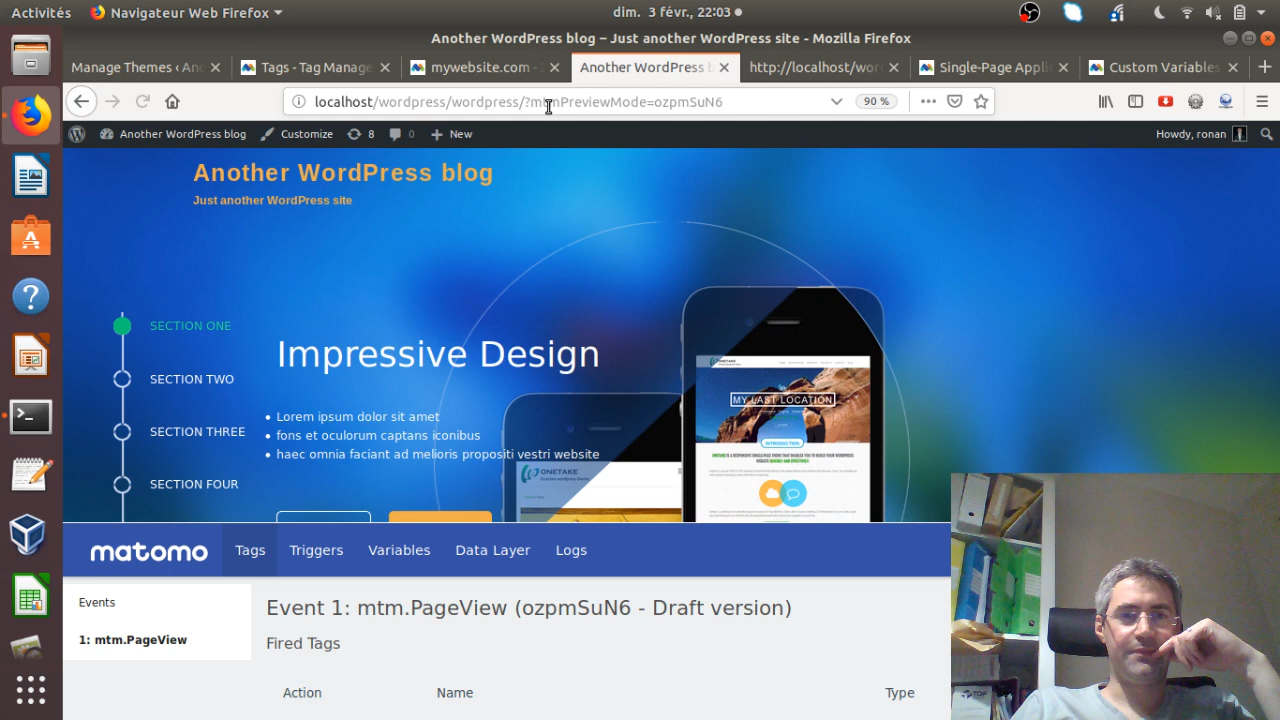 Activités
Navigateur Web Firefox
dim. 3 févr., 22:03
Another WordPress blog – Just another WordPress site - Mozilla Firefox
Manage Themes ‹ An
Tags - Tag Manage
mywebsite.com -
Another WordPress b
http://localhost/wor
Single-Page Appli
Custom Variables
localhost/wordpress/wordpress/?mtmPreviewMode=ozpmSuN6
90 %
Another WordPress blog
Customize
8
0
New
Howdy, ronan
Another WordPress blog
Just another WordPress site
SECTION ONE
SECTION TWO
SECTION THREE
SECTION FOUR
Impressive Design
Lorem ipsum dolor sit amet
fons et oculorum captans iconibus
haec omnia faciant ad melioris propositi vestri website
MY LAST LOCATION
INTRODUCTION
ONETAKE
matomo
Tags
Triggers
Variables
Data Layer
Logs
Events
1: mtm.PageView
Event 1: mtm.PageView (ozpmSuN6 - Draft version)
Fired Tags
Action
Name
Type